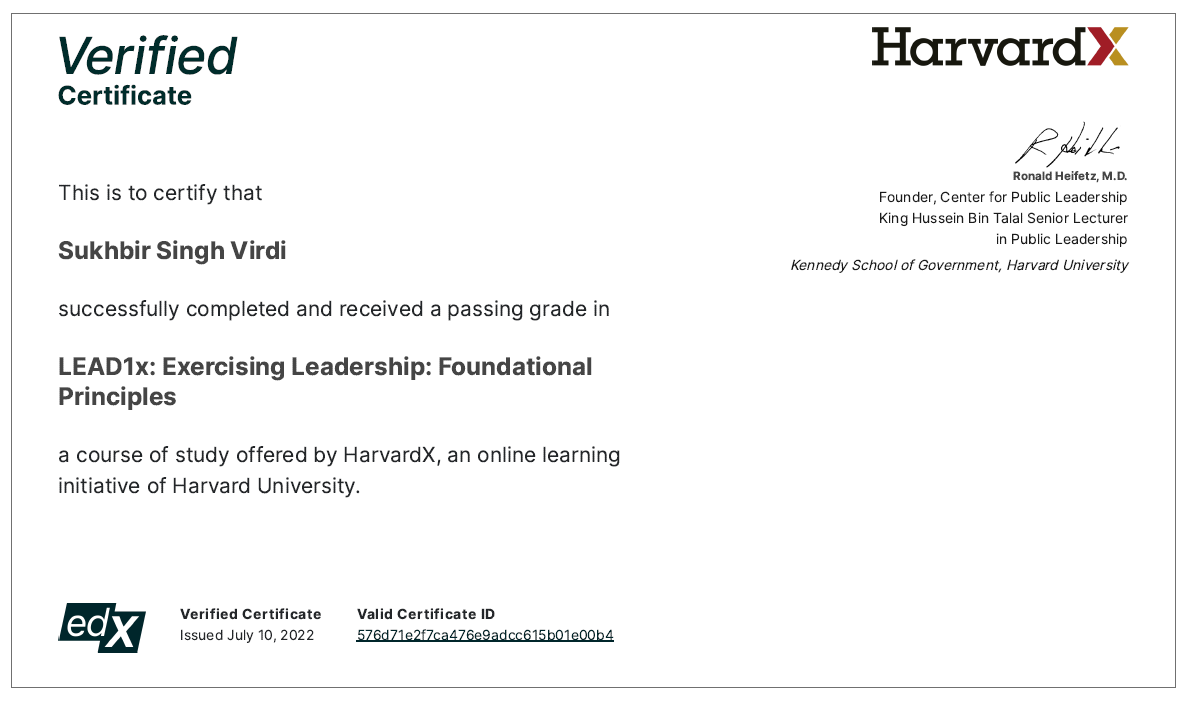 Verified
Certificate
HarvardX
Ronald Heifetz, M.D.
Founder, Center for Public Leadership
King Hussein Bin Talal Senior Lecturer
in Public Leadership
Kennedy School of Government, Harvard University
This is to certify that
Sukhbir Singh Virdi
successfully completed and received a passing grade in
LEAD1x: Exercising Leadership: Foundational
Principles
a course of study offered by HarvardX, an online learning
initiative of Harvard University.
edX
Verified Certificate
Issued July 10, 2022
Valid Certificate ID
576d71e2f7ca476e9adcc615b01e00b4